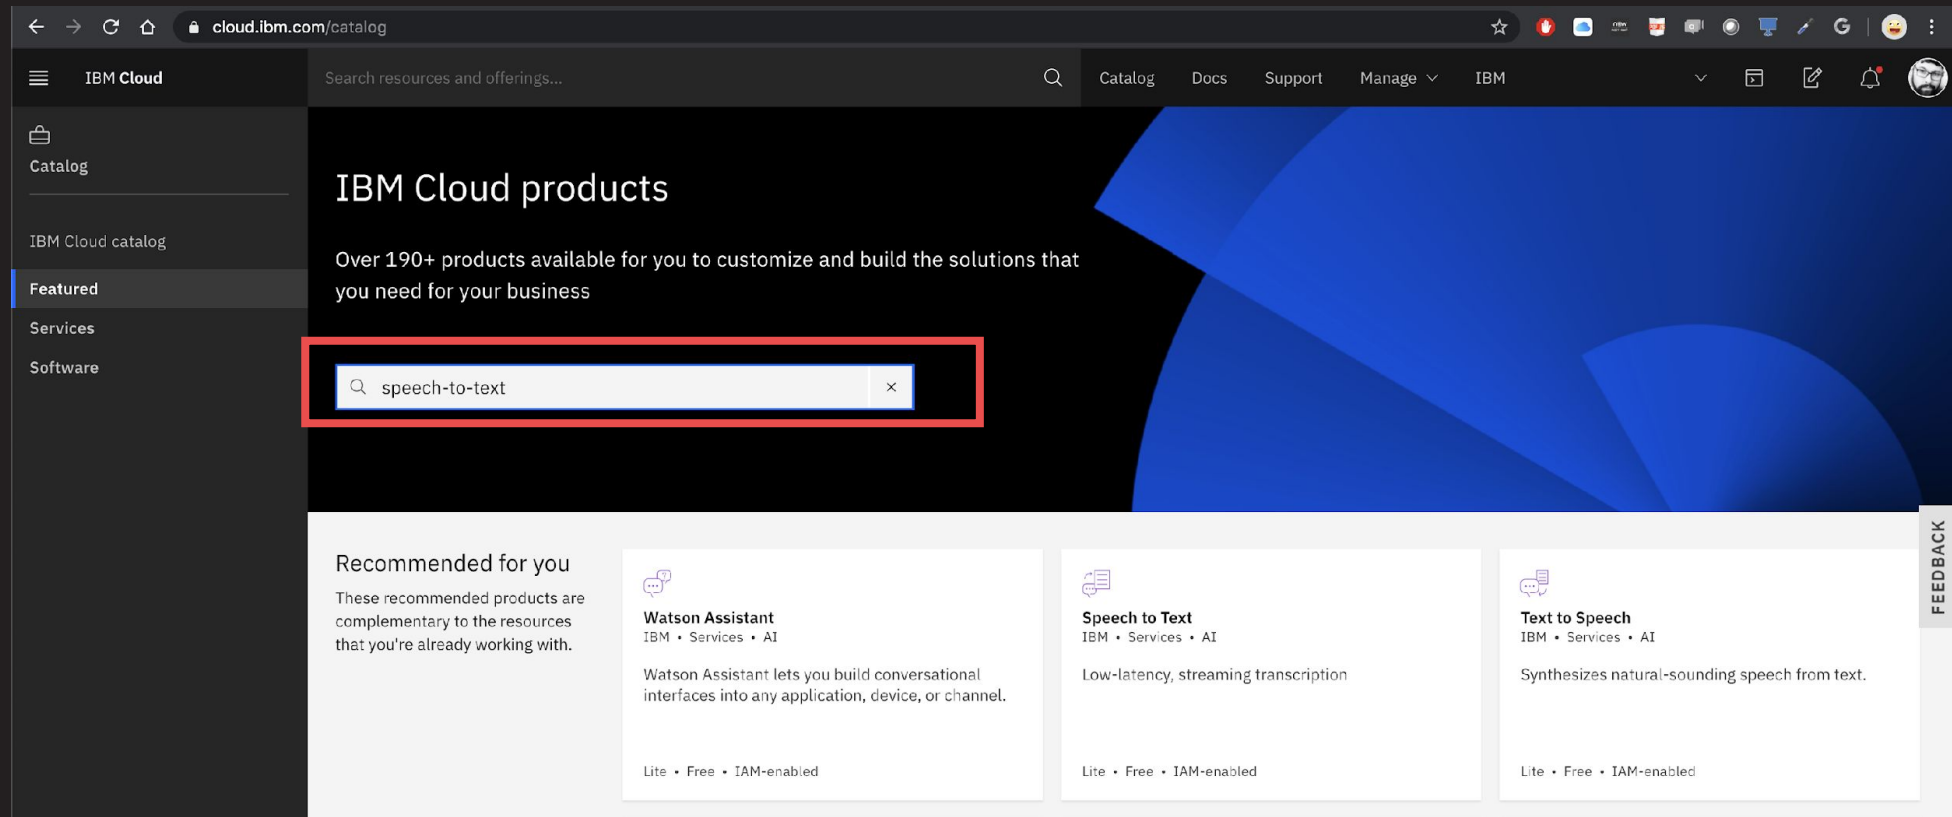 cloud.ibm.com/catalog
IBM Cloud
Search resources and offerings...
Catalog
Docs
Support
Manage
IBM
Catalog
IBM Cloud catalog
Featured
Services
Software
IBM Cloud products
Over 190+ products available for you to customize and build the solutions that
you need for your business
speech-to-text
FEEDBACK
Recommended for you
These recommended products are
complementary to the resources
that you're already working with.
Watson Assistant
IBM • Services • AI
Watson Assistant lets you build conversational
interfaces into any application, device, or channel.
Lite • Free • IAM-enabled
Speech to Text
IBM • Services • AI
Low-latency, streaming transcription
Lite • Free • IAM-enabled
Text to Speech
IBM • Services • AI
Synthesizes natural-sounding speech from text.
Lite • Free • IAM-enabled